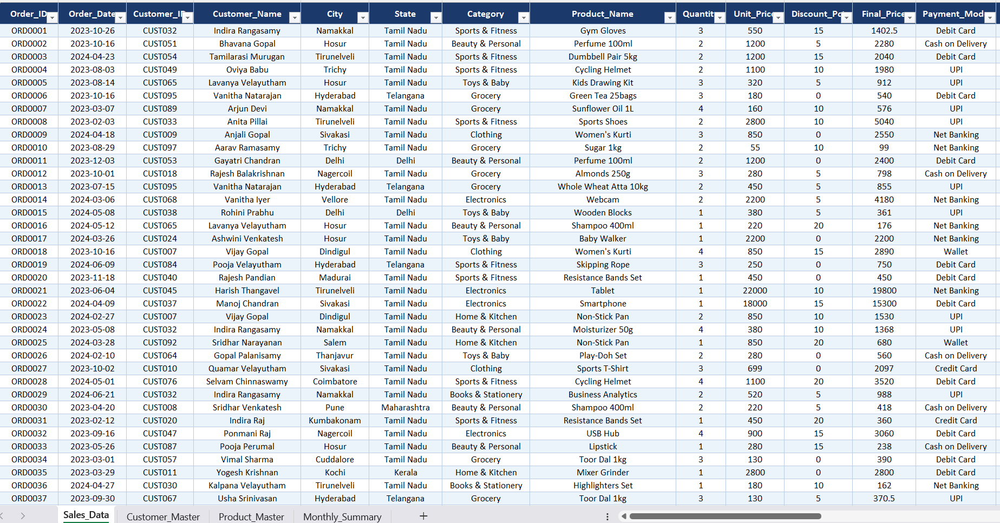 Order_ID Order_Date Customer_ID Customer_Name City State Category Product_Name Quantit Unit_Pric Discount_Pc Final_Price Payment_Mod
ORD0001 2023-10-26 CUST032 Indira Rangasamy Namakkal Tamil Nadu Sports & Fitness Gym Gloves 3 550 15 1402.5 Debit Card
ORD0002 2023-10-16 CUST051 Bhavana Gopal Hosur Tamil Nadu Beauty & Personal Perfume 100ml 2 1200 5 2280 Cash on Delivery
ORD0003 2024-04-23 CUST054 Tamilarasi Murugan Tirunelveli Tamil Nadu Sports & Fitness Dumbbell Pair 5kg 2 1200 15 2040 Debit Card
ORD0004 2023-08-03 CUST049 Oviya Babu Trichy Tamil Nadu Sports & Fitness Cycling Helmet 2 1100 10 1980 UPI
ORD0005 2023-08-14 CUST065 Lavanya Velayutham Hosur Tamil Nadu Toys & Baby Kids Drawing Kit 3 320 5 912 UPI
ORD0006 2023-10-16 CUST095 Vanitha Natarajan Hyderabad Telangana Grocery Green Tea 25bags 3 180 0 540 Debit Card
ORD0007 2023-03-07 CUST089 Arjun Devi Namakkal Tamil Nadu Grocery Sunflower Oil 1L 4 160 10 576 UPI
ORD0008 2023-02-03 CUST033 Anita Pillai Tirunelveli Tamil Nadu Sports & Fitness Sports Shoes 2 2800 10 5040 UPI
ORD0009 2024-04-18 CUST009 Anjali Gopal Sivakasi Tamil Nadu Clothing Women's Kurti 3 850 0 2550 Net Banking
ORD0010 2023-08-29 CUST097 Aarav Ramasamy Trichy Tamil Nadu Grocery Sugar 1kg 2 55 10 99 Net Banking
ORD0011 2023-12-03 CUST053 Gayatri Chandran Delhi Delhi Beauty & Personal Perfume 100ml 2 1200 0 2400 Debit Card
ORD0012 2023-10-01 CUST018 Rajesh Balakrishnan Nagercoil Tamil Nadu Grocery Almonds 250g 3 280 5 798 Cash on Delivery
ORD0013 2023-07-15 CUST095 Vanitha Natarajan Hyderabad Telangana Grocery Whole Wheat Atta 10kg 2 450 5 855 UPI
ORD0014 2024-03-06 CUST068 Vanitha Iyer Vellore Tamil Nadu Electronics Webcam 2 2200 5 4180 Net Banking
ORD0015 2024-05-08 CUST038 Rohini Prabhu Delhi Delhi Toys & Baby Wooden Blocks 1 380 5 361 UPI
ORD0016 2024-05-12 CUST065 Lavanya Velayutham Hosur Tamil Nadu Beauty & Personal Shampoo 400ml 1 220 20 176 Net Banking
ORD0017 2024-03-26 CUST024 Ashwini Venkatesh Hosur Tamil Nadu Toys & Baby Baby Walker 1 2200 0 2200 Net Banking
ORD0018 2023-10-16 CUST007 Vijay Gopal Dindigul Tamil Nadu Clothing Women's Kurti 4 850 15 2890 Wallet
ORD0019 2024-06-09 CUST084 Pooja Velayutham Hyderabad Telangana Sports & Fitness Skipping Rope 3 250 0 750 Debit Card
ORD0020 2023-11-18 CUST040 Rajesh Pandian Madurai Tamil Nadu Sports & Fitness Resistance Bands Set 1 450 0 450 Debit Card
ORD0021 2023-06-04 CUST045 Harish Thangavel Tirunelveli Tamil Nadu Electronics Tablet 1 22000 10 19800 Net Banking
ORD0022 2024-04-09 CUST037 Manoj Chandran Sivakasi Tamil Nadu Electronics Smartphone 1 18000 15 15300 Debit Card
ORD0023 2024-02-27 CUST007 Vijay Gopal Dindigul Tamil Nadu Home & Kitchen Non-Stick Pan 2 850 10 1530 UPI
ORD0024 2023-05-08 CUST032 Indira Rangasamy Namakkal Tamil Nadu Beauty & Personal Moisturizer 50g 4 380 10 1368 UPI
ORD0025 2024-03-28 CUST092 Sridhar Narayanan Salem Tamil Nadu Home & Kitchen Non-Stick Pan 1 850 20 680 Wallet
ORD0026 2024-02-10 CUST064 Gopal Palanisamy Thanjavur Tamil Nadu Toys & Baby Play-Doh Set 2 280 0 560 Cash on Delivery
ORD0027 2023-10-02 CUST010 Quamar Velayutham Sivakasi Tamil Nadu Clothing Sports T-Shirt 3 699 0 2097 Credit Card
ORD0028 2024-05-01 CUST076 Selvam Chinnaswamy Coimbatore Tamil Nadu Sports & Fitness Cycling Helmet 4 1100 20 3520 Debit Card
ORD0029 2024-06-21 CUST032 Indira Rangasamy Namakkal Tamil Nadu Books & Stationery Business Analytics 2 520 5 988 UPI
ORD0030 2023-04-20 CUST008 Sridhar Venkatesh Pune Maharashtra Beauty & Personal Shampoo 400ml 2 220 5 418 Cash on Delivery
ORD0031 2023-02-12 CUST020 Indira Raj Kumbakonam Tamil Nadu Sports & Fitness Resistance Bands Set 1 450 20 360 Credit Card
ORD0032 2023-09-16 CUST047 Ponmani Raj Nagercoil Tamil Nadu Electronics USB Hub 4 900 15 3060 Debit Card
ORD0033 2023-05-26 CUST087 Pooja Perumal Hosur Tamil Nadu Beauty & Personal Lipstick 1 280 15 238 Cash on Delivery
ORD0034 2023-03-01 CUST057 Vimal Sharma Cuddalore Tamil Nadu Grocery Toor Dal 1kg 3 130 0 390 Debit Card
ORD0035 2023-03-29 CUST011 Yogesh Krishnan Kochi Kerala Home & Kitchen Mixer Grinder 1 2800 0 2800 Debit Card
ORD0036 2024-04-27 CUST030 Kalpana Velayutham Tirunelveli Tamil Nadu Books & Stationery Highlighters Set 1 180 10 162 Net Banking
ORD0037 2023-09-30 CUST067 Usha Srinivasan Hyderabad Telangana Grocery Toor Dal 1kg 3 130 5 370.5 UPI
Sales_Data Customer_Master Product_Master Monthly_Summary